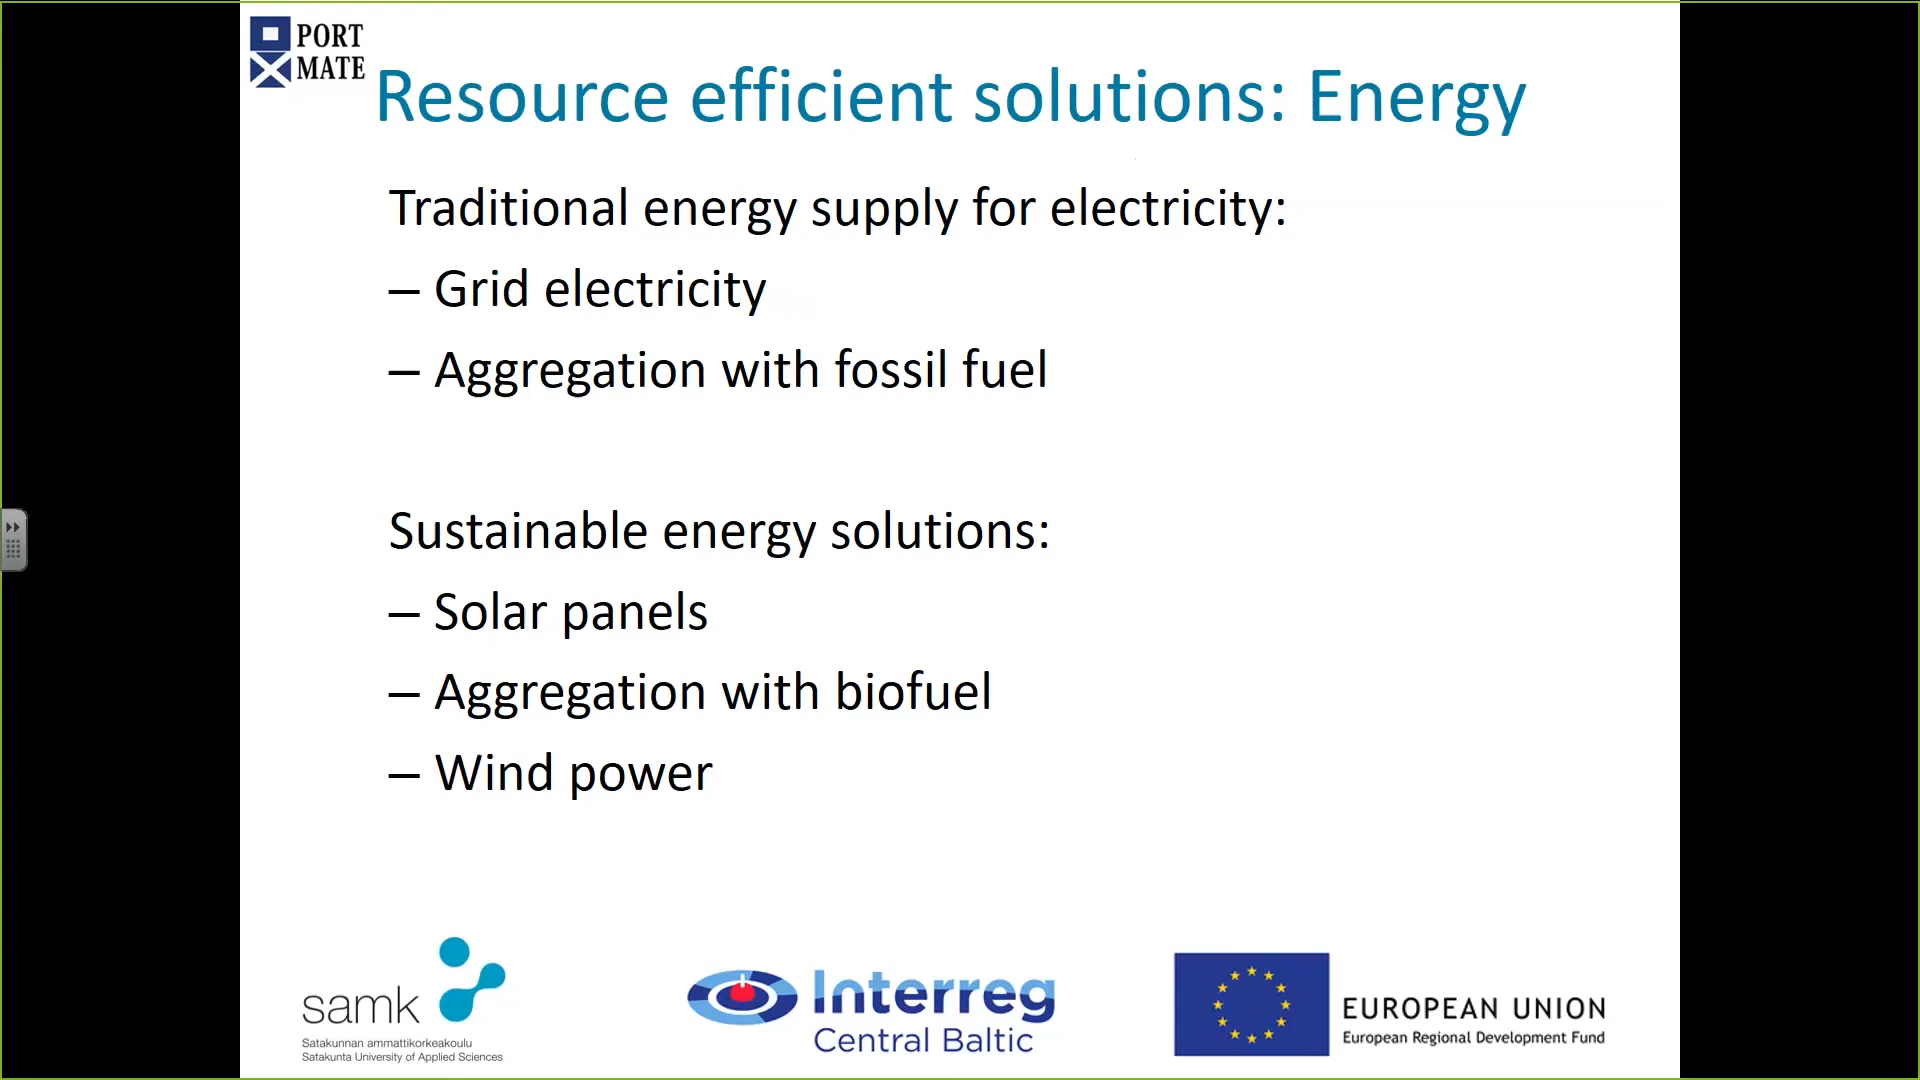 PORT
MATE
Resource efficient solutions: Energy
Traditional energy supply for electricity:
– Grid electricity
– Aggregation with fossil fuel
Sustainable energy solutions:
– Solar panels
– Aggregation with biofuel
– Wind power
samk
Satakunnan ammattikorkeakoulu
Satakunta University of Applied Sciences
Interreg
Central Baltic
EUROPEAN UNION
European Regional Development Fund